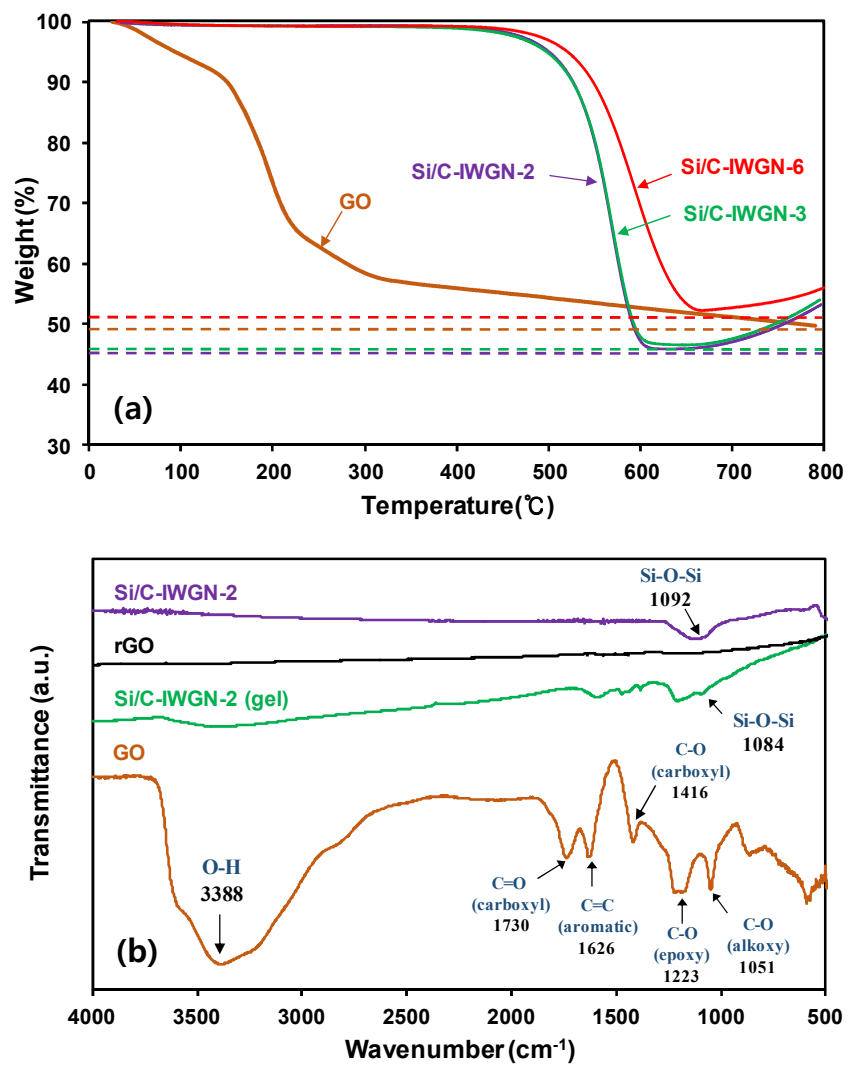 100
90
80
70
60
50
40
30
Weight (%)
Si/C-IWGN-2
Si/C-IWGN-6
GO
Si/C-IWGN-3
(a)
0
100
200
300
400
500
600
700
800
Temperature(℃)
Transmittance (a.u.)
Si/C-IWGN-2
Si-O-Si
1092
rGO
Si/C-IWGN-2 (gel)
Si-O-Si
1084
GO
C-O
(carboxyl)
1416
O-H
3388
C=O
(carboxyl)
1730
C=C
(aromatic)
1626
C-O
(epoxy)
1223
C-O
(alkoxy)
1051
(b)
4000
3500
3000
2500
2000
1500
1000
500
Wavenumber (cm⁻¹)